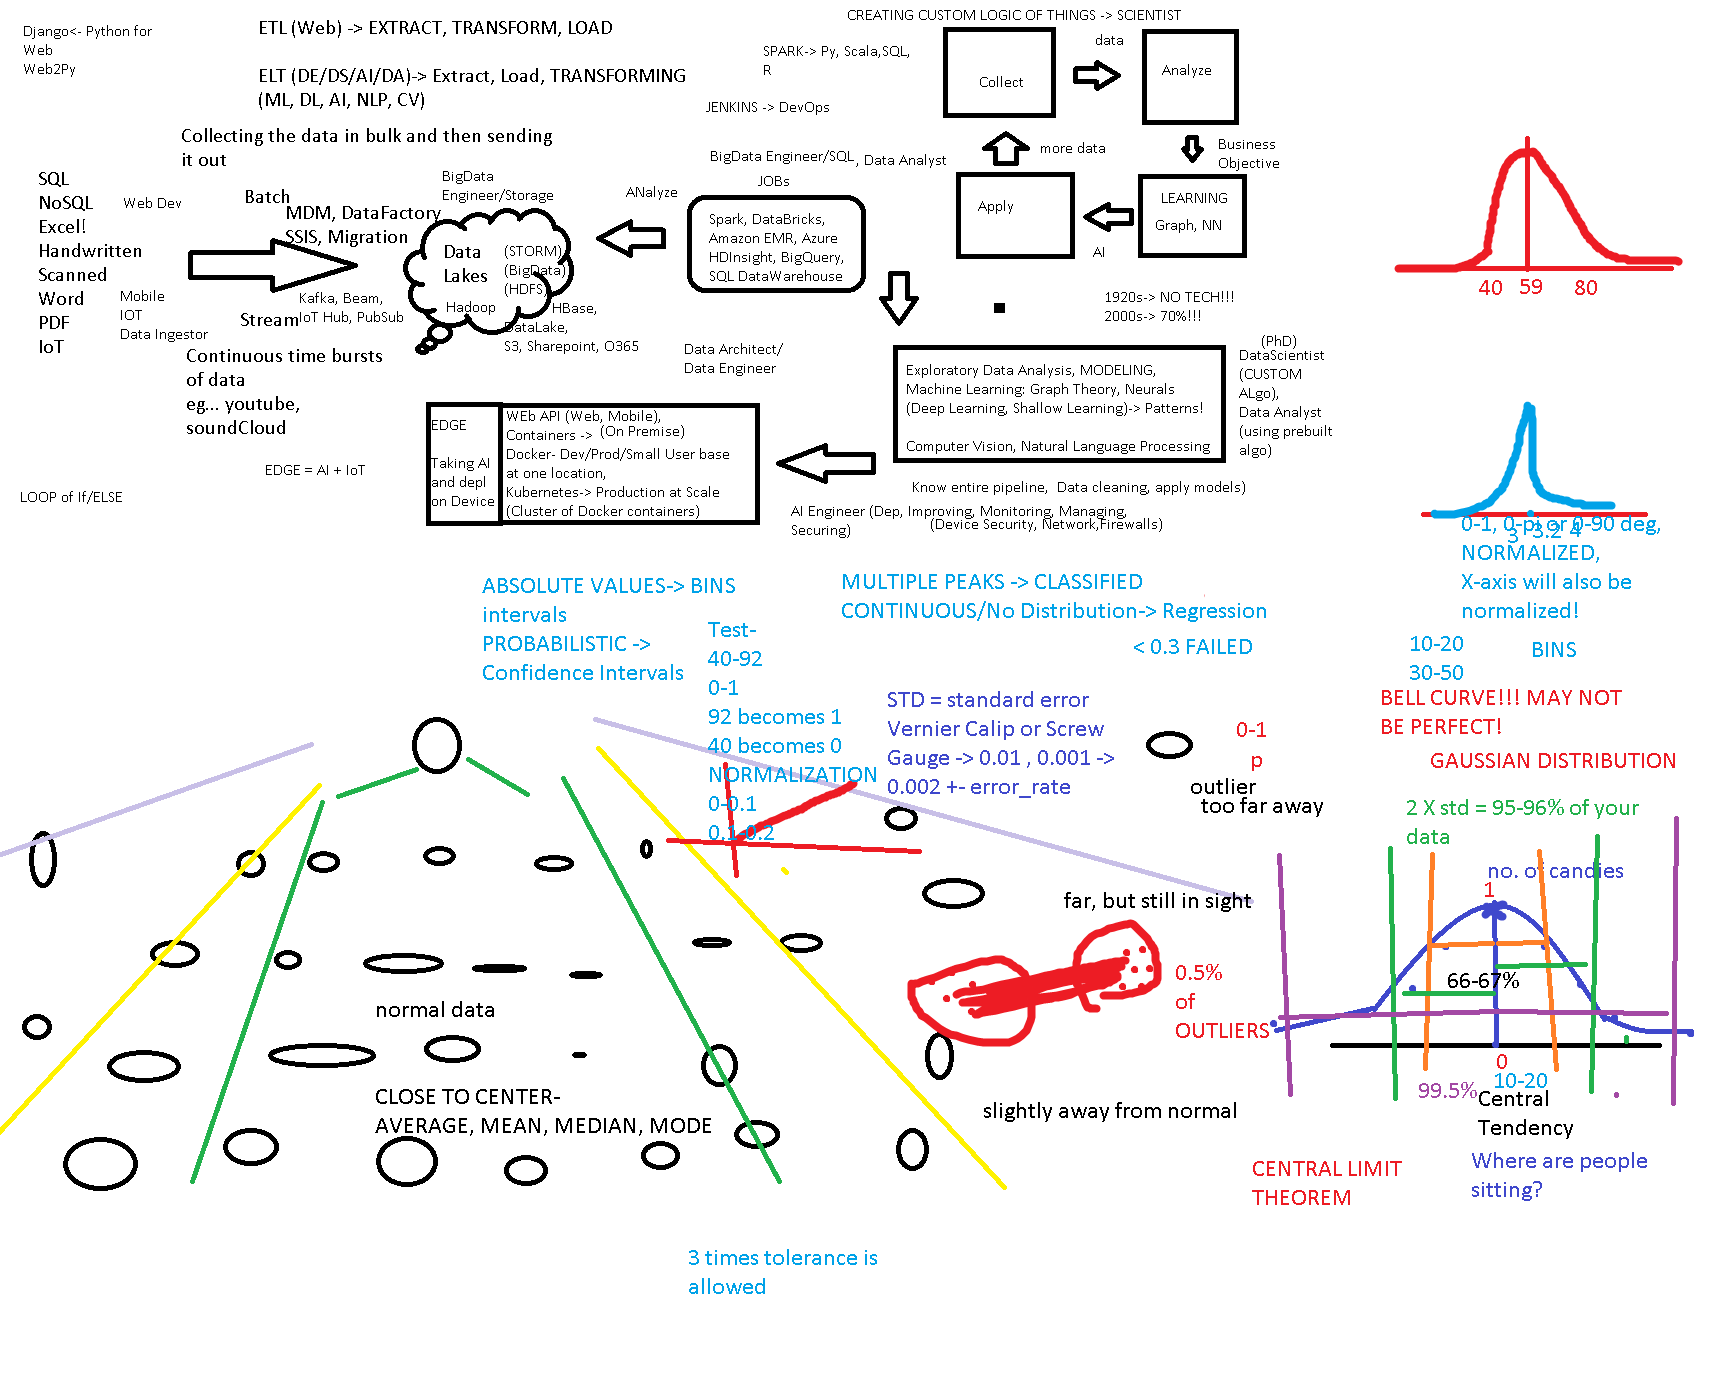 Django<- Python for
Web
Web2Py
ETL (Web) -> EXTRACT, TRANSFORM, LOAD
ELT (DE/DS/AI/DA)-> Extract, Load, TRANSFORMING
(ML, DL, AI, NLP, CV)
Collecting the data in bulk and then sending
it out
SQL
NoSQL
Excel!
Handwritten
Scanned
Word
PDF
IoT
Web Dev
Mobile
IOT
Data Ingestor
Batch
MDM, DataFactory
SSIS, Migration
Kafka, Beam,
IoT Hub, PubSub
Stream
Continuous time bursts
of data
eg... youtube,
soundCloud
EDGE = AI + IoT
LOOP of If/ELSE
BigData
Engineer/Storage
Data
Lakes
(STORM)
(BigData)
(HDFS)
Hadoop
HBase,
DataLake,
S3, Sharepoint, O365
ANalyze
CREATING CUSTOM LOGIC OF THINGS -> SCIENTIST
SPARK-> Py, Scala,SQL,
R
JENKINS -> DevOps
BigData Engineer/SQL, Data Analyst
JOBs
Spark, DataBricks,
Amazon EMR, Azure
HDInsight, BigQuery,
SQL DataWarehouse
Data Architect/
Data Engineer
Collect
data
Analyze
more data
Business
Objective
Apply
LEARNING
Graph, NN
AI
1920s-> NO TECH!!!
2000s-> 70%!!!
Exploratory Data Analysis, MODELING,
Machine Learning: Graph Theory, Neurals
(Deep Learning, Shallow Learning)-> Patterns!
Computer Vision, Natural Language Processing
(PhD)
DataScientist
(CUSTOM
ALgo),
Data Analyst
(using prebuilt
algo)
Know entire pipeline,  Data cleaning, apply models)
AI Engineer (Dep, Improving, Monitoring, Managing,
Securing)
(Device Security, Network,Firewalls)
EDGE
Taking AI
and depl
on Device
WEb API (Web, Mobile),
Containers -> (On Premise)
Docker- Dev/Prod/Small User base
at one location,
Kubernetes-> Production at Scale
(Cluster of Docker containers)
40 59 80
3 3.2 4
0-1, 0-pi or 0-90 deg,
NORMALIZED,
X-axis will also be
normalized!
ABSOLUTE VALUES-> BINS
intervals
PROBABILISTIC ->
Confidence Intervals
Test-
40-92
0-1
92 becomes 1
40 becomes 0
NORMALIZATION
0-0.1
0.1-0.2
MULTIPLE PEAKS -> CLASSIFIED
CONTINUOUS/No Distribution-> Regression
< 0.3 FAILED
10-20
30-50
BINS
STD = standard error
Vernier Calip or Screw
Gauge -> 0.01 , 0.001 ->
0.002 +- error_rate
0-1
p
outlier
too far away
BELL CURVE!!! MAY NOT
BE PERFECT!
GAUSSIAN DISTRIBUTION
2 X std = 95-96% of your
data
no. of candies
1
66-67%
0
99.5%
10-20
Central
Tendency
Where are people
sitting?
CENTRAL LIMIT
THEOREM
far, but still in sight
0.5%
of
OUTLIERS
slightly away from normal
normal data
CLOSE TO CENTER-
AVERAGE, MEAN, MEDIAN, MODE
3 times tolerance is
allowed